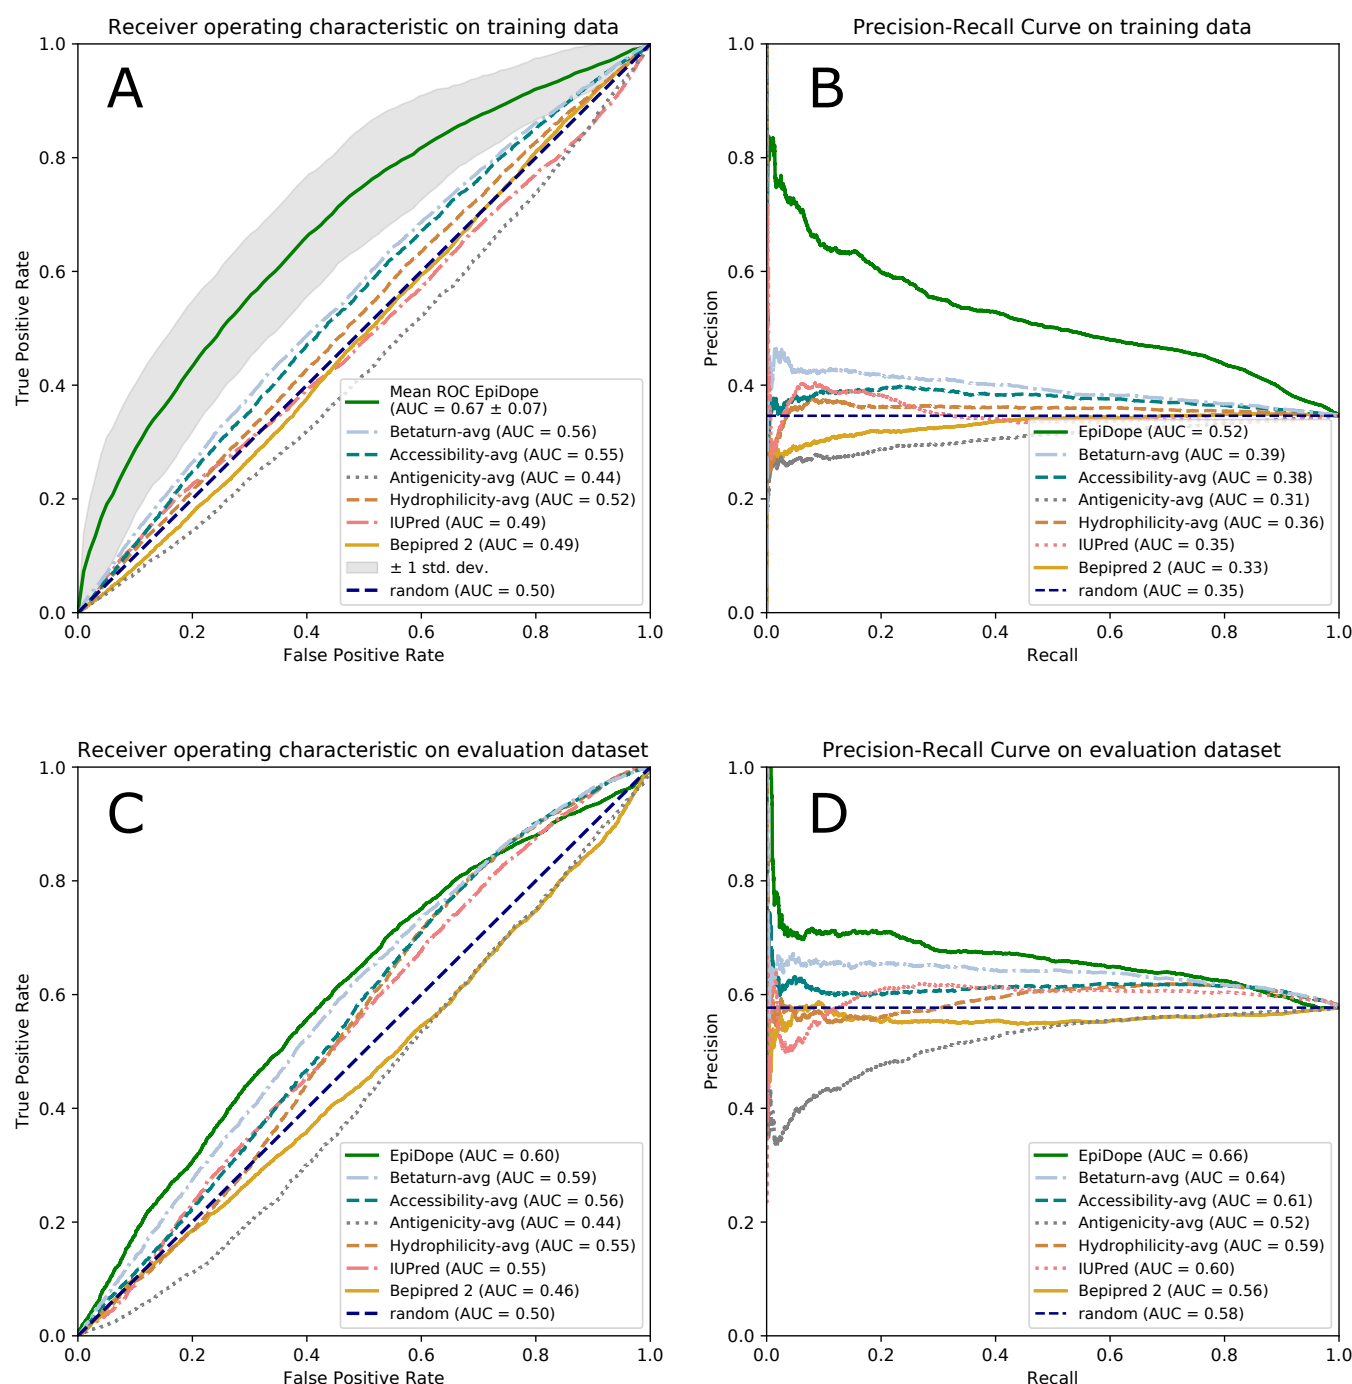 Receiver operating characteristic on training data
A
True Positive Rate
1.0
0.8
0.6
0.4
0.2
0.0
Mean ROC EpiDope
(AUC = 0.67 ± 0.07)
Betaturn-avg (AUC = 0.56)
Accessibility-avg (AUC = 0.55)
Antigenicity-avg (AUC = 0.44)
Hydrophilicity-avg (AUC = 0.52)
IUPred (AUC = 0.49)
Bepipred 2 (AUC = 0.49)
± 1 std. dev.
random (AUC = 0.50)
0.0 0.2 0.4 0.6 0.8 1.0
False Positive Rate
Precision-Recall Curve on training data
B
Precision
1.0
0.8
0.6
0.4
0.2
0.0
EpiDope (AUC = 0.52)
Betaturn-avg (AUC = 0.39)
Accessibility-avg (AUC = 0.38)
Antigenicity-avg (AUC = 0.31)
Hydrophilicity-avg (AUC = 0.36)
IUPred (AUC = 0.35)
Bepipred 2 (AUC = 0.33)
random (AUC = 0.35)
0.0 0.2 0.4 0.6 0.8 1.0
Recall
Receiver operating characteristic on evaluation dataset
C
True Positive Rate
1.0
0.8
0.6
0.4
0.2
0.0
EpiDope (AUC = 0.60)
Betaturn-avg (AUC = 0.59)
Accessibility-avg (AUC = 0.56)
Antigenicity-avg (AUC = 0.44)
Hydrophilicity-avg (AUC = 0.55)
IUPred (AUC = 0.55)
Bepipred 2 (AUC = 0.46)
random (AUC = 0.50)
0.0 0.2 0.4 0.6 0.8 1.0
False Positive Rate
Precision-Recall Curve on evaluation dataset
D
Precision
1.0
0.8
0.6
0.4
0.2
0.0
EpiDope (AUC = 0.66)
Betaturn-avg (AUC = 0.64)
Accessibility-avg (AUC = 0.61)
Antigenicity-avg (AUC = 0.52)
Hydrophilicity-avg (AUC = 0.59)
IUPred (AUC = 0.60)
Bepipred 2 (AUC = 0.56)
random (AUC = 0.58)
0.0 0.2 0.4 0.6 0.8 1.0
Recall